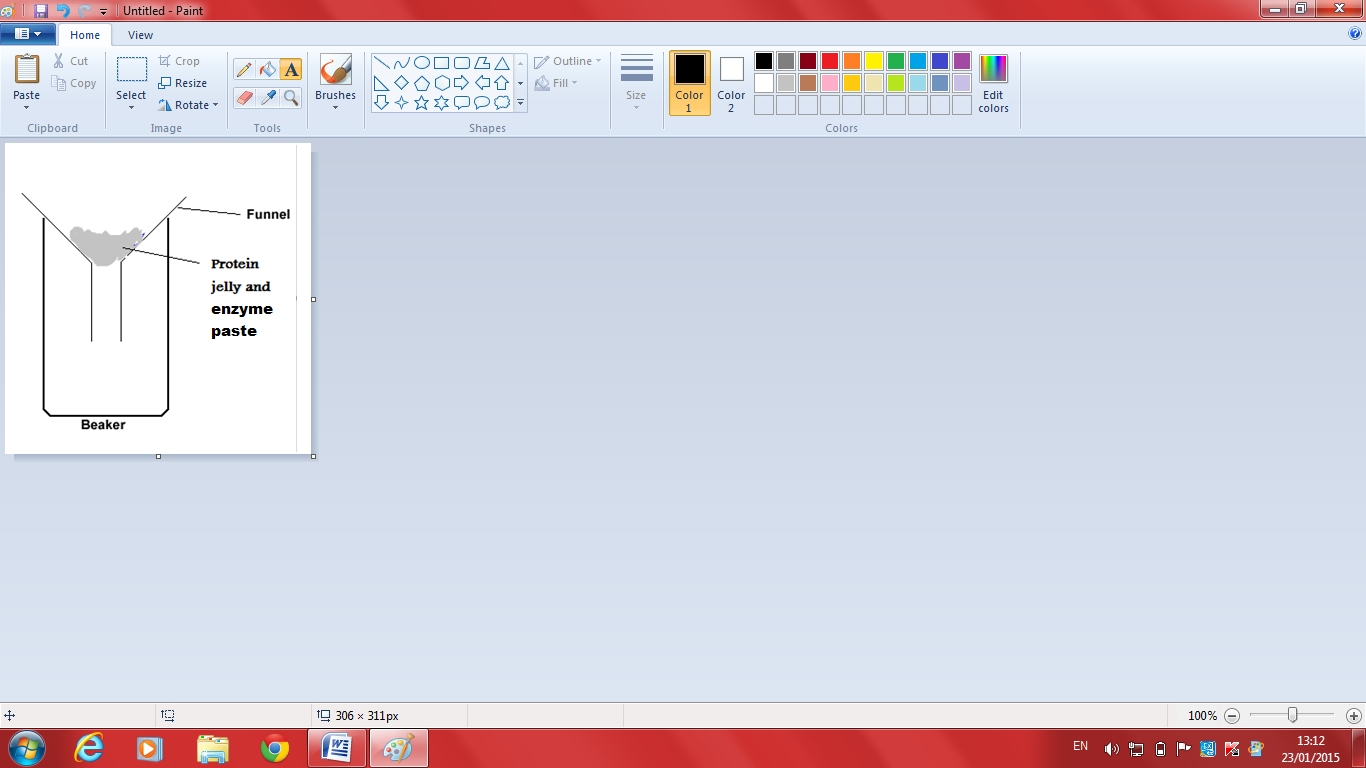 Untitled - Paint
Home
View
Paste
Cut
Copy
Clipboard
Select
Crop
Resize
Rotate
Image
A
Tools
Brushes
Outline
Fill
Shapes
Size
Color
1
Color
2
Edit
colors
Colors
Funnel
Protein
jelly and
enzyme
paste
Beaker
306 × 311px
100%
EN
13:12
23/01/2015